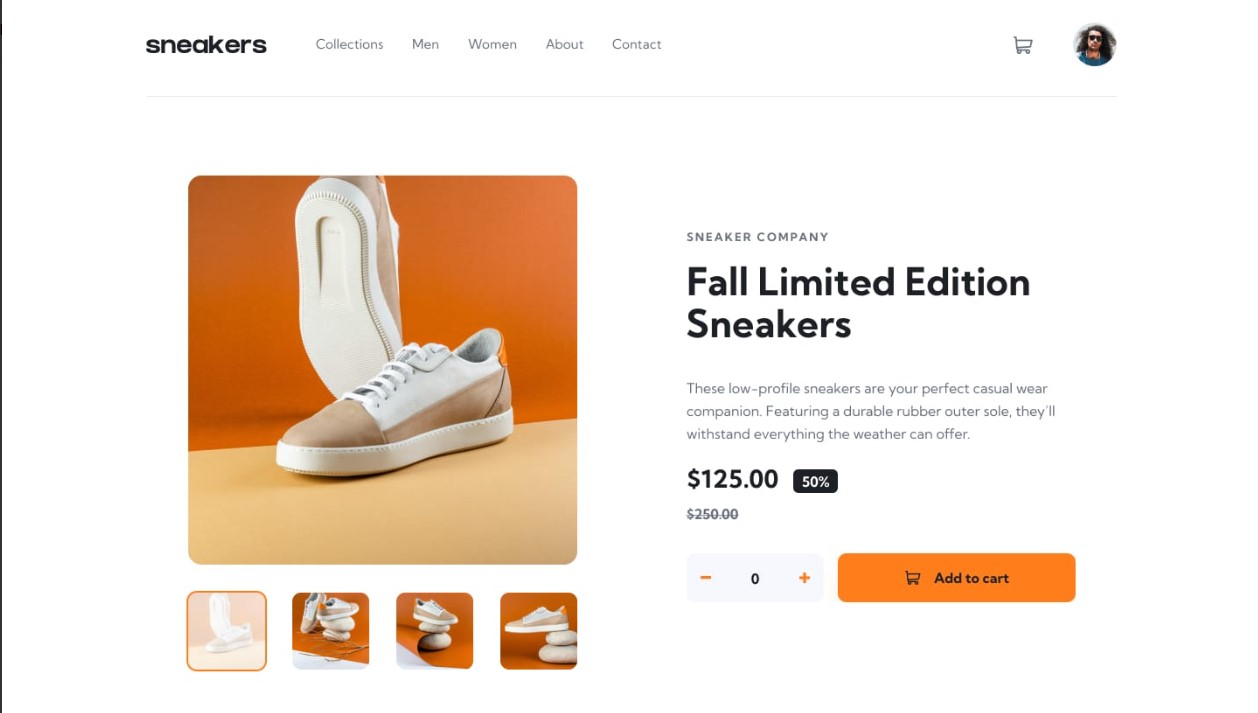 sneakers
Collections
Men
Women
About
Contact
SNEAKER COMPANY
Fall Limited Edition
Sneakers
These low-profile sneakers are your perfect casual wear
companion. Featuring a durable rubber outer sole, they'll
withstand everything the weather can offer.
$125.00 50%
$250.00
0
Add to cart